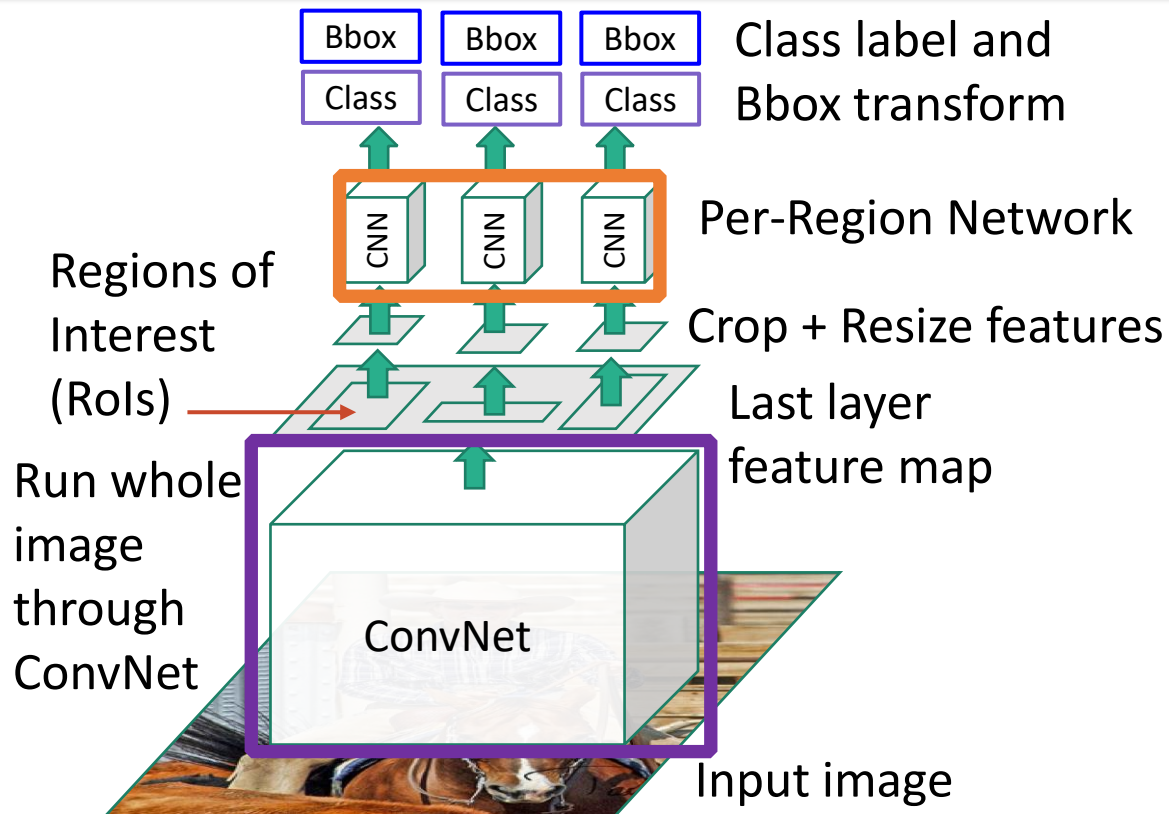 Bbox Bbox Bbox
Class Class Class
Class label and
Bbox transform
CNN CNN CNN
Per-Region Network
Regions of
Interest
(RoIs)
Crop + Resize features
Last layer
feature map
Run whole
image
through
ConvNet
ConvNet
Input image